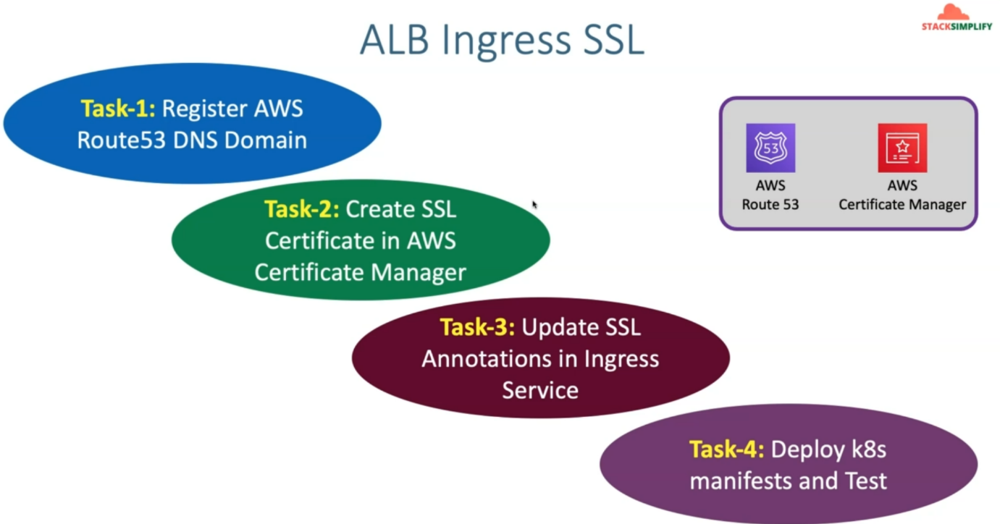 STACKSIMPLIFY
ALB Ingress SSL
Task-1: Register AWS
Route53 DNS Domain
53
AWS
Route 53
AWS
Certificate Manager
Task-2: Create SSL
Certificate in AWS
Certificate Manager
Task-3: Update SSL
Annotations in Ingress
Service
Task-4: Deploy k8s
manifests and Test